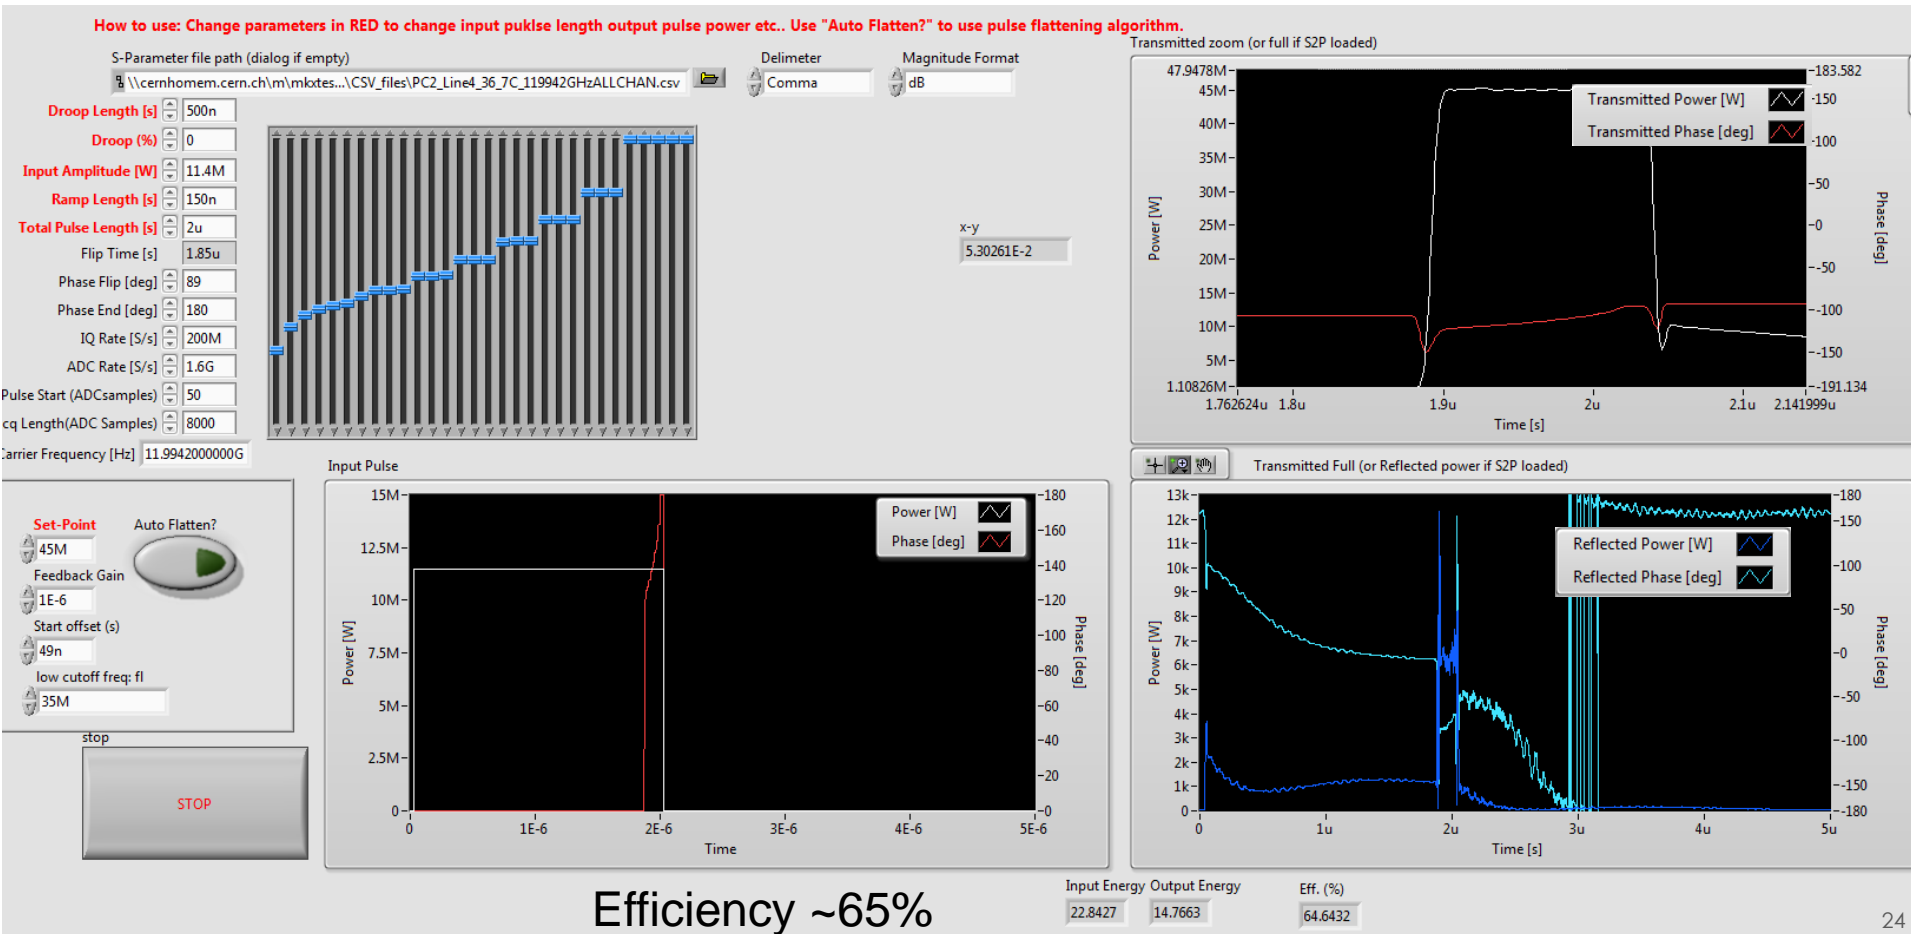 How to use: Change parameters in RED to change input puklse length output pulse power etc.. Use "Auto Flatten?" to use pulse flattening algorithm.
S-Parameter file path (dialog if empty)
\\cernhomem.cern.ch\m\mkxtes...\CSV_files\PC2_Line4_36_7C_119942GHzALLCHAN.csv
Delimeter
Comma
Magnitude Format
dB
Droop Length [s] 500n
Droop (%) 0
Input Amplitude [W] 11.4M
Ramp Length [s] 150n
Total Pulse Length [s] 2u
Flip Time [s] 1.85u
Phase Flip [deg] 89
Phase End [deg] 180
IQ Rate [S/s] 200M
ADC Rate [S/s] 1.6G
Pulse Start (ADCsamples) 50
cq Length(ADC Samples) 8000
Carrier Frequency [Hz] 11.9942000000G
x-y
5.30261E-2
Transmitted zoom (or full if S2P loaded)
47.9478M
45M
40M
35M
30M
25M
20M
15M
10M
5M
1.10826M
Power [W]
Transmitted Power [W]
Transmitted Phase [deg]
183.582
150
100
50
0
-50
-100
-150
-191.134
Phase [deg]
1.762624u 1.8u 1.9u 2u 2.1u 2.141999u
Time [s]
Set-Point
45M
Auto Flatten?
Feedback Gain
1E-6
Start offset (s)
49n
low cutoff freq: fl
35M
stop
STOP
Input Pulse
15M
12.5M
10M
7.5M
5M
2.5M
0
Power [W]
Power [W]
Phase [deg]
180
160
140
120
100
80
60
40
20
0
Phase [deg]
0 1E-6 2E-6 3E-6 4E-6 5E-6
Time
Transmitted Full (or Reflected power if S2P loaded)
13k
12k
11k
10k
9k
8k
7k
6k
5k
4k
3k
2k
1k
0
Power [W]
Reflected Power [W]
Reflected Phase [deg]
180
150
100
50
0
-50
-100
-150
-180
Phase [deg]
0 1u 2u 3u 4u 5u
Time [s]
Efficiency ~65%
Input Energy Output Energy Eff. (%)
22.8427 14.7663 64.6432
24